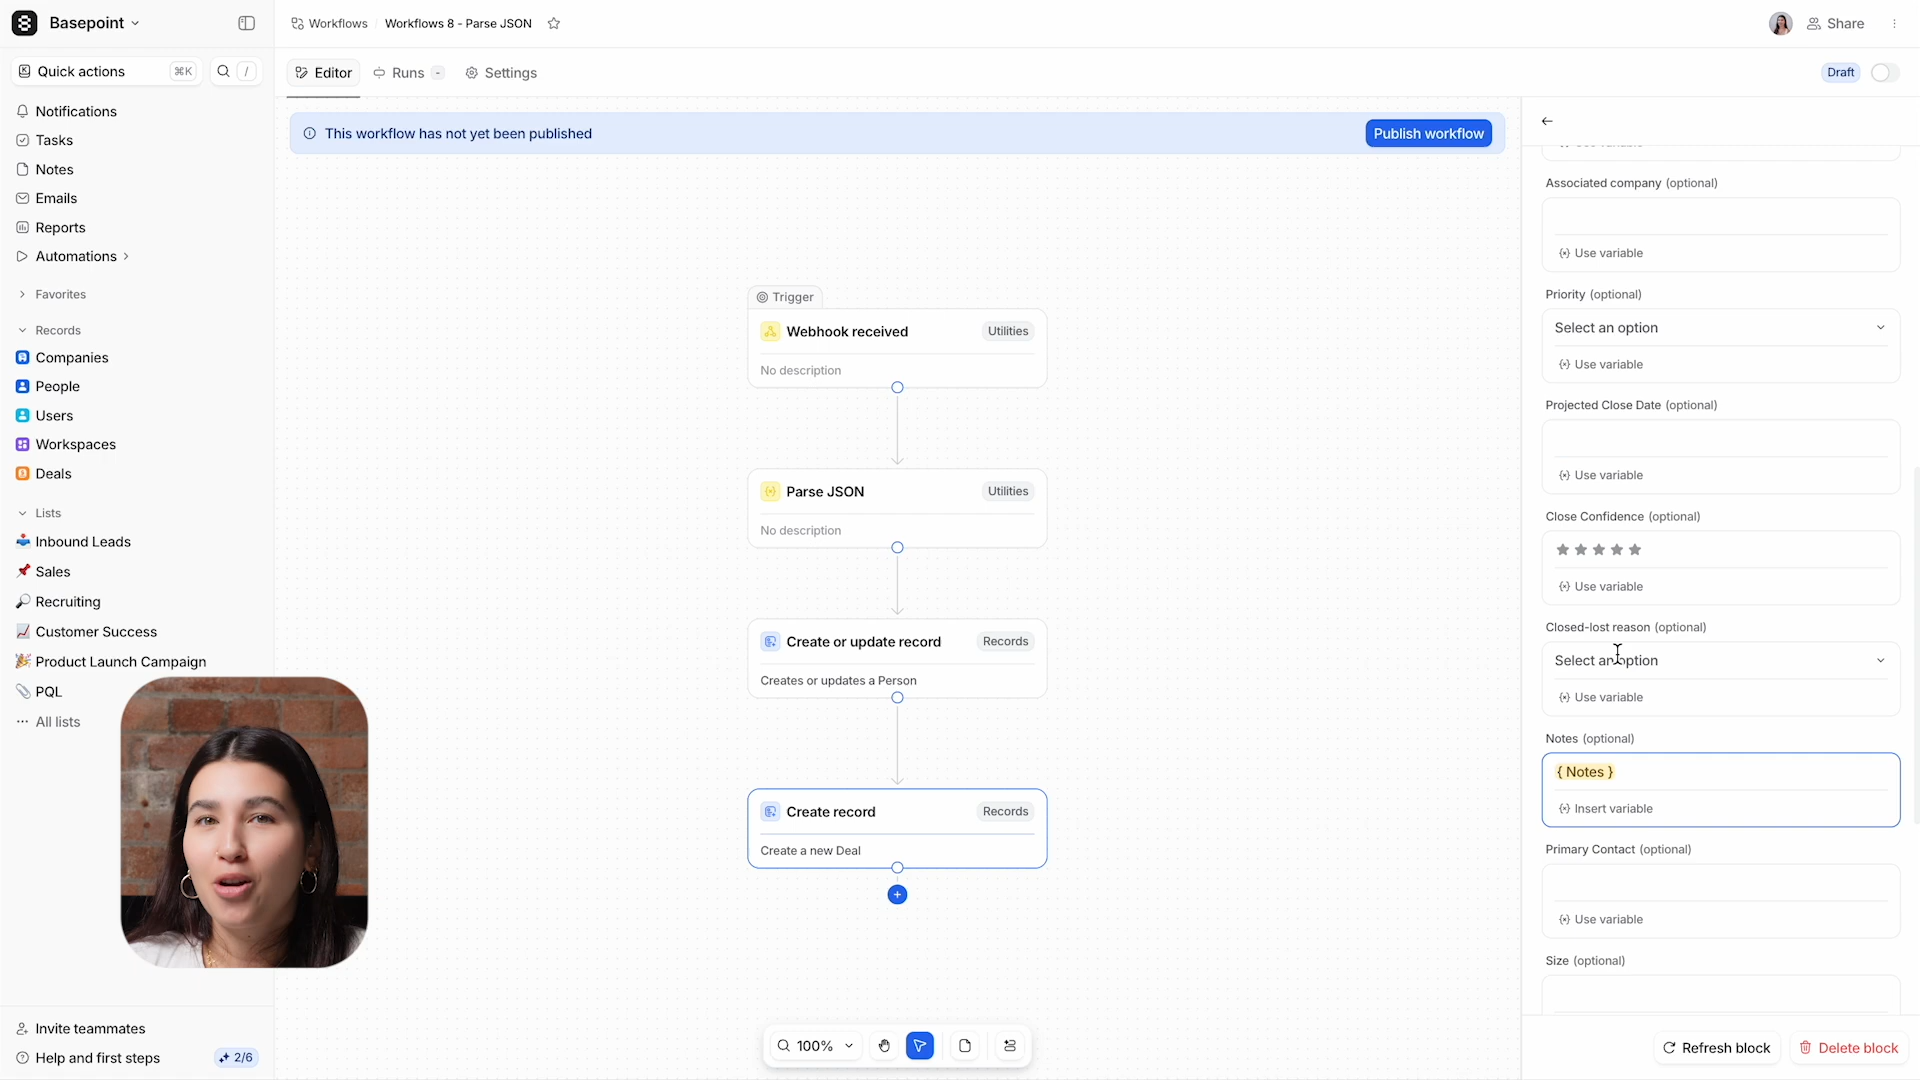 Basepoint
Quick actions
⌘K
/
Notifications
Tasks
Notes
Emails
Reports
Automations
Favorites
Records
Companies
People
Users
Workspaces
Deals
Lists
Inbound Leads
Sales
Recruiting
Customer Success
Product Launch Campaign
PQL
All lists
Invite teammates
Help and first steps
2/6
Workflows / Workflows 8 - Parse JSON
Share
Editor
Runs -
Settings
Draft
This workflow has not yet been published
Publish workflow
Trigger
Webhook received
Utilities
No description
Parse JSON
Utilities
No description
Create or update record
Records
Creates or updates a Person
Create record
Records
Create a new Deal
100%
Associated company (optional)
Use variable
Priority (optional)
Select an option
Use variable
Projected Close Date (optional)
Use variable
Close Confidence (optional)
Use variable
Closed-lost reason (optional)
Select an option
Use variable
Notes (optional)
{ Notes }
Insert variable
Primary Contact (optional)
Use variable
Size (optional)
Refresh block
Delete block